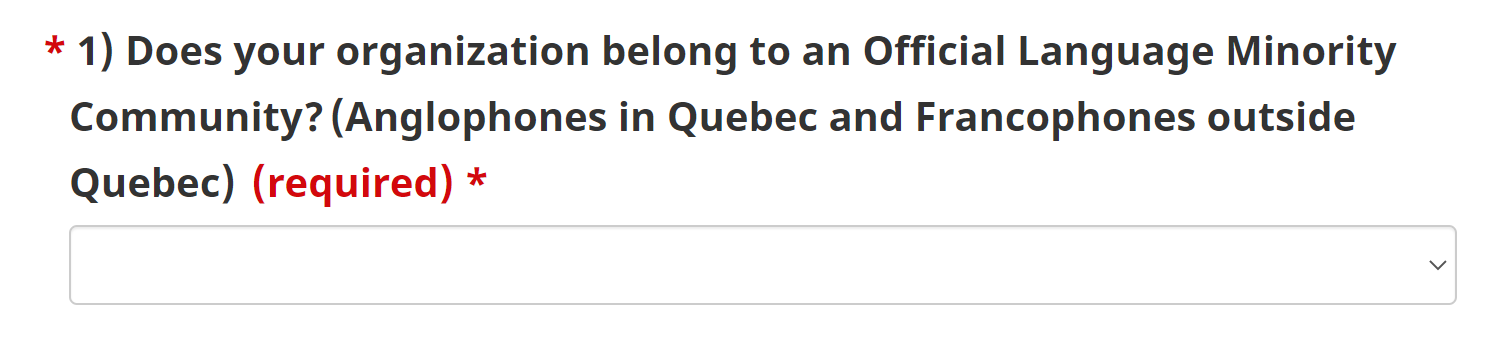 * 1) Does your organization belong to an Official Language Minority
Community? (Anglophones in Quebec and Francophones outside
Quebec) (required) *